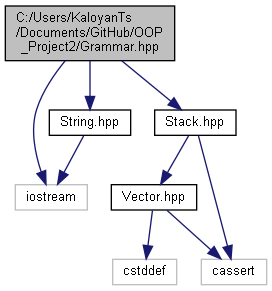 C:/Users/KaloyanTs
/Documents/GitHub/OOP
_Project2/Grammar.hpp
String.hpp
Stack.hpp
iostream
Vector.hpp
cstddef
cassert